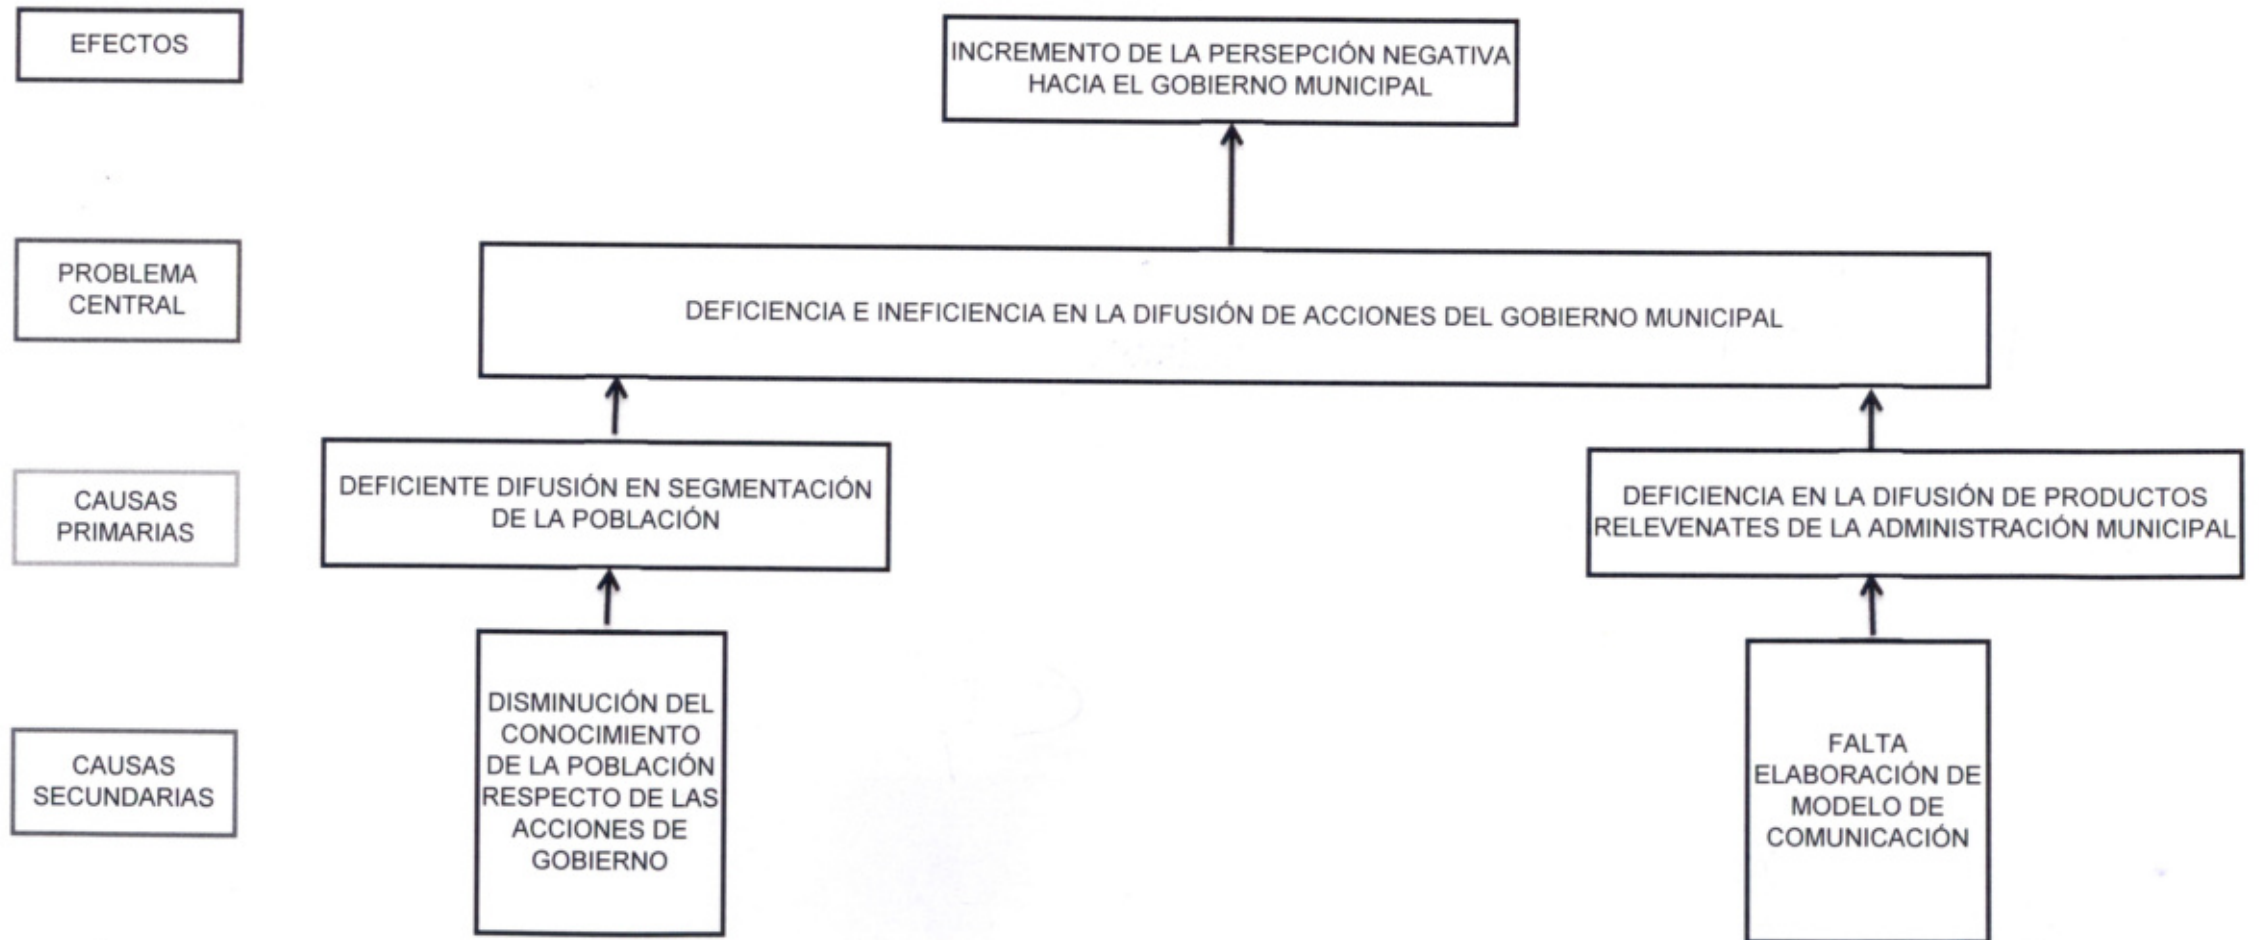 EFECTOS
INCREMENTO DE LA PERSEPCIÓN NEGATIVA
HACIA EL GOBIERNO MUNICIPAL
PROBLEMA
CENTRAL
DEFICIENCIA E INEFICIENCIA EN LA DIFUSIÓN DE ACCIONES DEL GOBIERNO MUNICIPAL
CAUSAS
PRIMARIAS
DEFICIENTE DIFUSIÓN EN SEGMENTACIÓN
DE LA POBLACIÓN
DEFICIENCIA EN LA DIFUSIÓN DE PRODUCTOS
RELEVENATES DE LA ADMINISTRACIÓN MUNICIPAL
CAUSAS
SECUNDARIAS
DISMINUCIÓN DEL
CONOCIMIENTO
DE LA POBLACIÓN
RESPECTO DE LAS
ACCIONES DE
GOBIERNO
FALTA
ELABORACIÓN DE
MODELO DE
COMUNICACIÓN